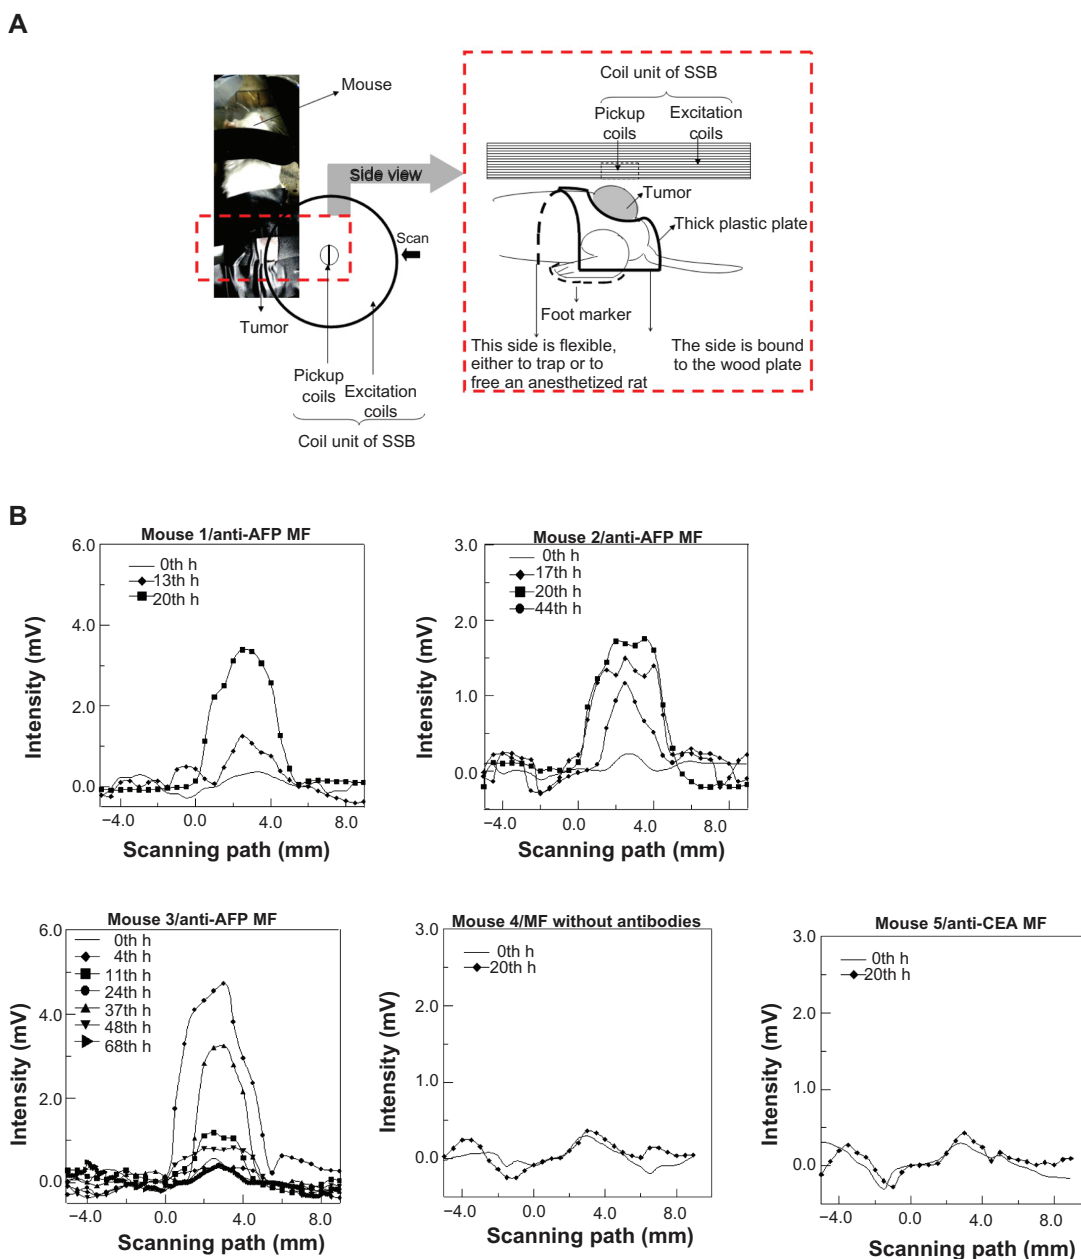 A
Mouse
Side view
Scan
Tumor
Pickup
coils
Excitation
coils
Coil unit of SSB
Coil unit of SSB
Pickup
coils
Excitation
coils
Tumor
Thick plastic plate
Foot marker
This side is flexible,
either to trap or to
free an anesthetized rat
The side is bound
to the wood plate
B
Mouse 1/anti-AFP MF
0th h
13th h
20th h
Intensity (mV)
6.0
4.0
2.0
0.0
−4.0 0.0 4.0 8.0
Scanning path (mm)
Mouse 2/anti-AFP MF
0th h
17th h
20th h
44th h
Intensity (mV)
3.0
2.0
1.0
0.0
−4.0 0.0 4.0 8.0
Scanning path (mm)
Mouse 3/anti-AFP MF
0th h
4th h
11th h
24th h
37th h
48th h
68th h
Intensity (mV)
6.0
4.0
2.0
0.0
−4.0 0.0 4.0 8.0
Scanning path (mm)
Mouse 4/MF without antibodies
0th h
20th h
Intensity (mV)
3.0
2.0
1.0
0.0
−4.0 0.0 4.0 8.0
Scanning path (mm)
Mouse 5/anti-CEA MF
0th h
20th h
Intensity (mV)
3.0
2.0
1.0
0.0
−4.0 0.0 4.0 8.0
Scanning path (mm)